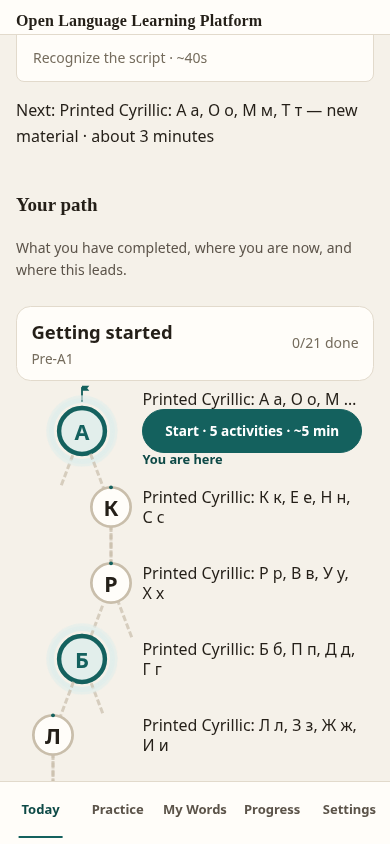 Open Language Learning Platform
Recognize the script · ~40s
Next: Printed Cyrillic: А а, О о, М м, Т т — new
material · about 3 minutes
Your path
What you have completed, where you are now, and
where this leads.
Getting started
0/21 done
Pre-A1
Printed Cyrillic: А а, О о, М ...
А
Start · 5 activities · ~5 min
You are here
К
Printed Cyrillic: К к, Е е, Н н,
С с
Р
Printed Cyrillic: Р р, В в, У у,
Х х
Б
Printed Cyrillic: Б б, П п, Д д,
Г г
Л
Printed Cyrillic: Л л, З з, Ж ж,
И и
Today
Practice
My Words
Progress
Settings